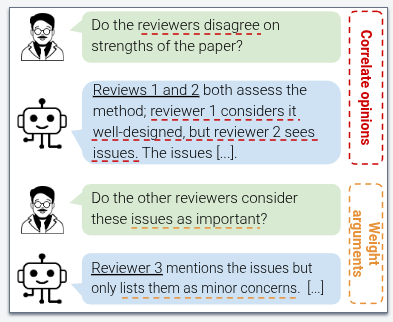 Do the reviewers disagree on
strengths of the paper?
Reviews 1 and 2 both assess the
method; reviewer 1 considers it
well-designed, but reviewer 2 sees
issues. The issues [...].
Correlate opinions
Do the other reviewers consider
these issues as important?
Reviewer 3 mentions the issues but
only lists them as minor concerns. [...]
Weight
arguments